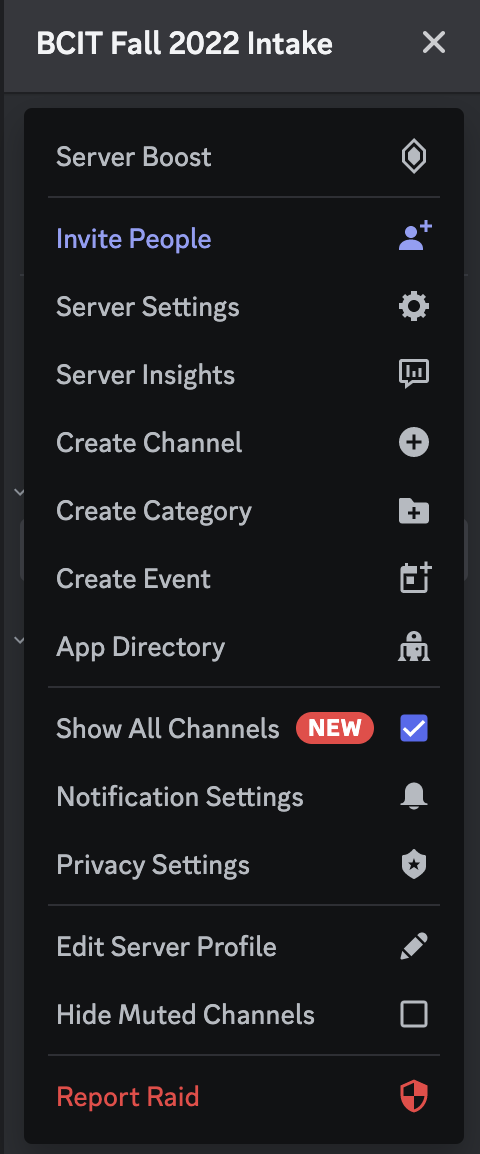 BCIT Fall 2022 Intake
Server Boost
Invite People
Server Settings
Server Insights
Create Channel
Create Category
Create Event
App Directory
Show All Channels NEW
Notification Settings
Privacy Settings
Edit Server Profile
Hide Muted Channels
Report Raid